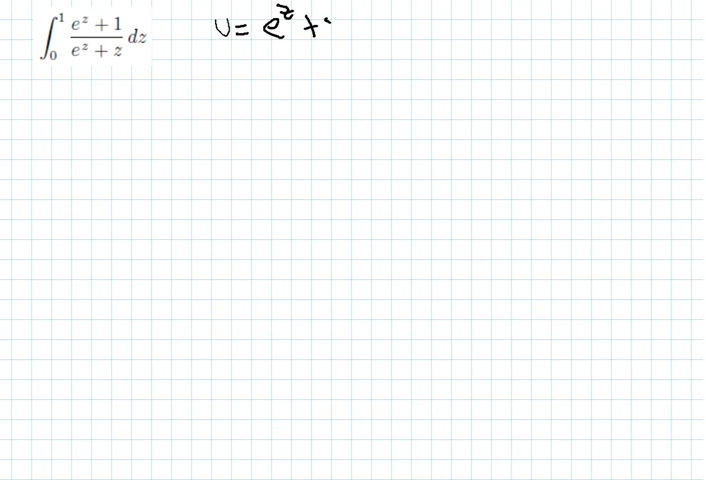 ∫₀¹ (e^z + 1)/(e^z + z) dz
U = e^z +